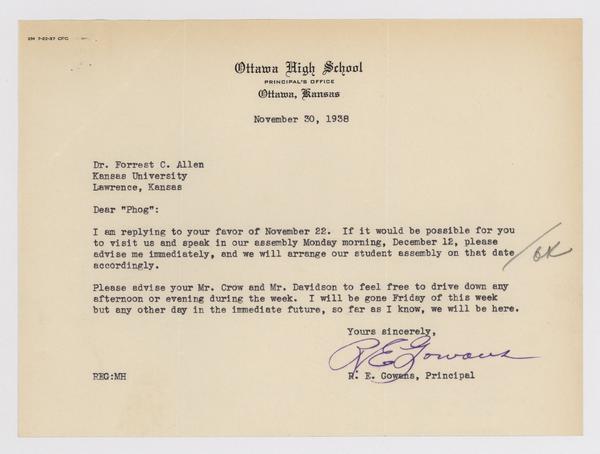 2M 7-22-37 CPC
Ottawa High School
PRINCIPAL'S OFFICE
Ottawa, Kansas
November 30, 1938
Dr. Forrest C. Allen
Kansas University
Lawrence, Kansas
Dear "Phog":
I am replying to your favor of November 22. If it would be possible for you
to visit us and speak in our assembly Monday morning, December 12, please
advise me immediately, and we will arrange our student assembly on that date
OK
accordingly.
Please advise your Mr. Crow and Mr. Davidson to feel free to drive down any
afternoon or evening during the week. I will be gone Friday of this week
but any other day in the immediate future, so far as I know, we will be here.
Yours sincerely,
R E Gowans
R. E. Gowans, Principal
REG:MH